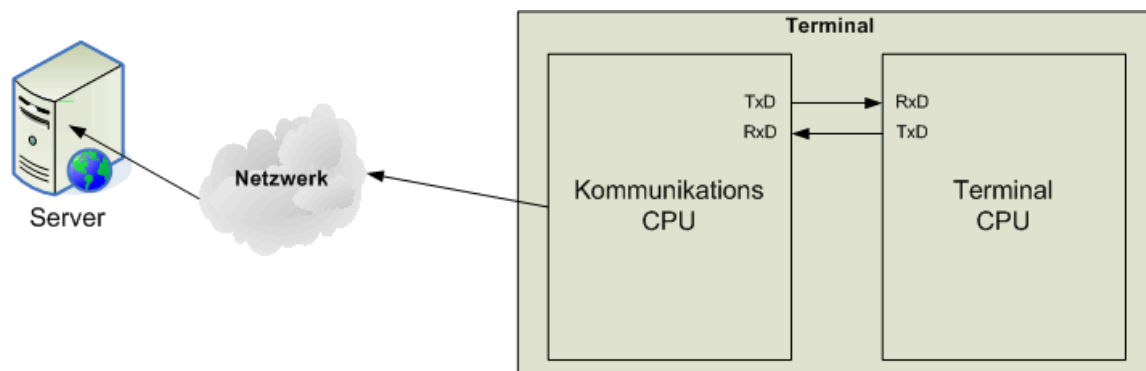 Terminal
TxD
RxD
RxD
TxD
Netzwerk
Kommunikations
CPU
Terminal
CPU
Server